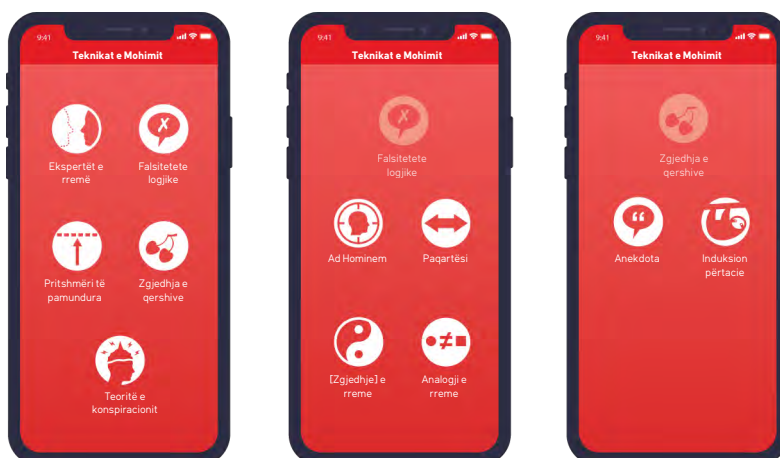 9:41
Teknikat e Mohimit
Ekspertët e
rremë
Falsitetete
logjike
Pritshmëri të
pamundura
Zgjedhja e
qershive
Teoritë e
konspiracionit
9:41
Teknikat e Mohimit
Falsitetete
logjike
Ad Hominem
Paqartësi
[Zgjedhje] e
rreme
Analogji e
rreme
9:41
Teknikat e Mohimit
Zgjedhja e
qershive
Anekdota
Induksion
përtacie